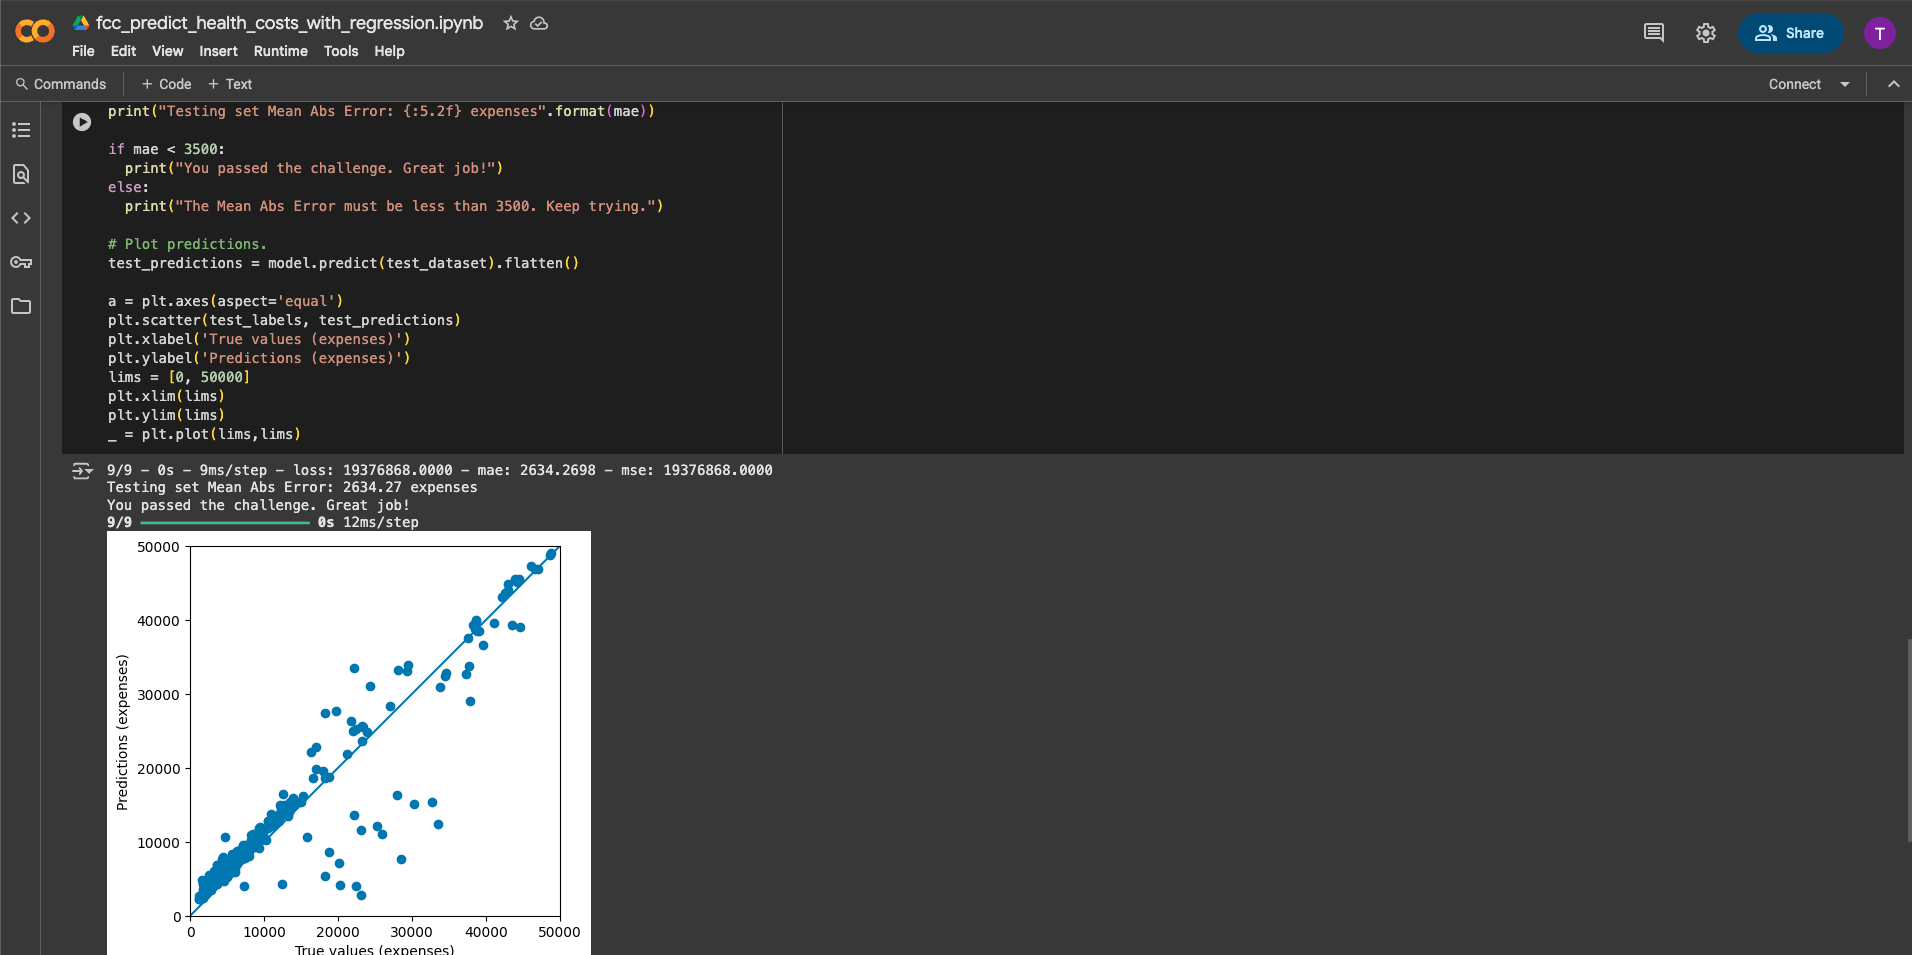 fcc_predict_health_costs_with_regression.ipynb
File Edit View Insert Runtime Tools Help
Share
T
Commands + Code + Text
Connect
print("Testing set Mean Abs Error: {:5.2f} expenses".format(mae))
if mae < 3500:
print("You passed the challenge. Great job!")
else:
print("The Mean Abs Error must be less than 3500. Keep trying.")
# Plot predictions.
test_predictions = model.predict(test_dataset).flatten()
a = plt.axes(aspect='equal')
plt.scatter(test_labels, test_predictions)
plt.xlabel('True values (expenses)')
plt.ylabel('Predictions (expenses)')
lims = [0, 50000]
plt.xlim(lims)
plt.ylim(lims)
_ = plt.plot(lims,lims)
9/9 - 0s - 9ms/step - loss: 19376868.0000 - mae: 2634.2698 - mse: 19376868.0000
Testing set Mean Abs Error: 2634.27 expenses
You passed the challenge. Great job!
9/9 0s 12ms/step
50000
40000
30000
20000
10000
0
Predictions (expenses)
0 10000 20000 30000 40000 50000
True values (expenses)